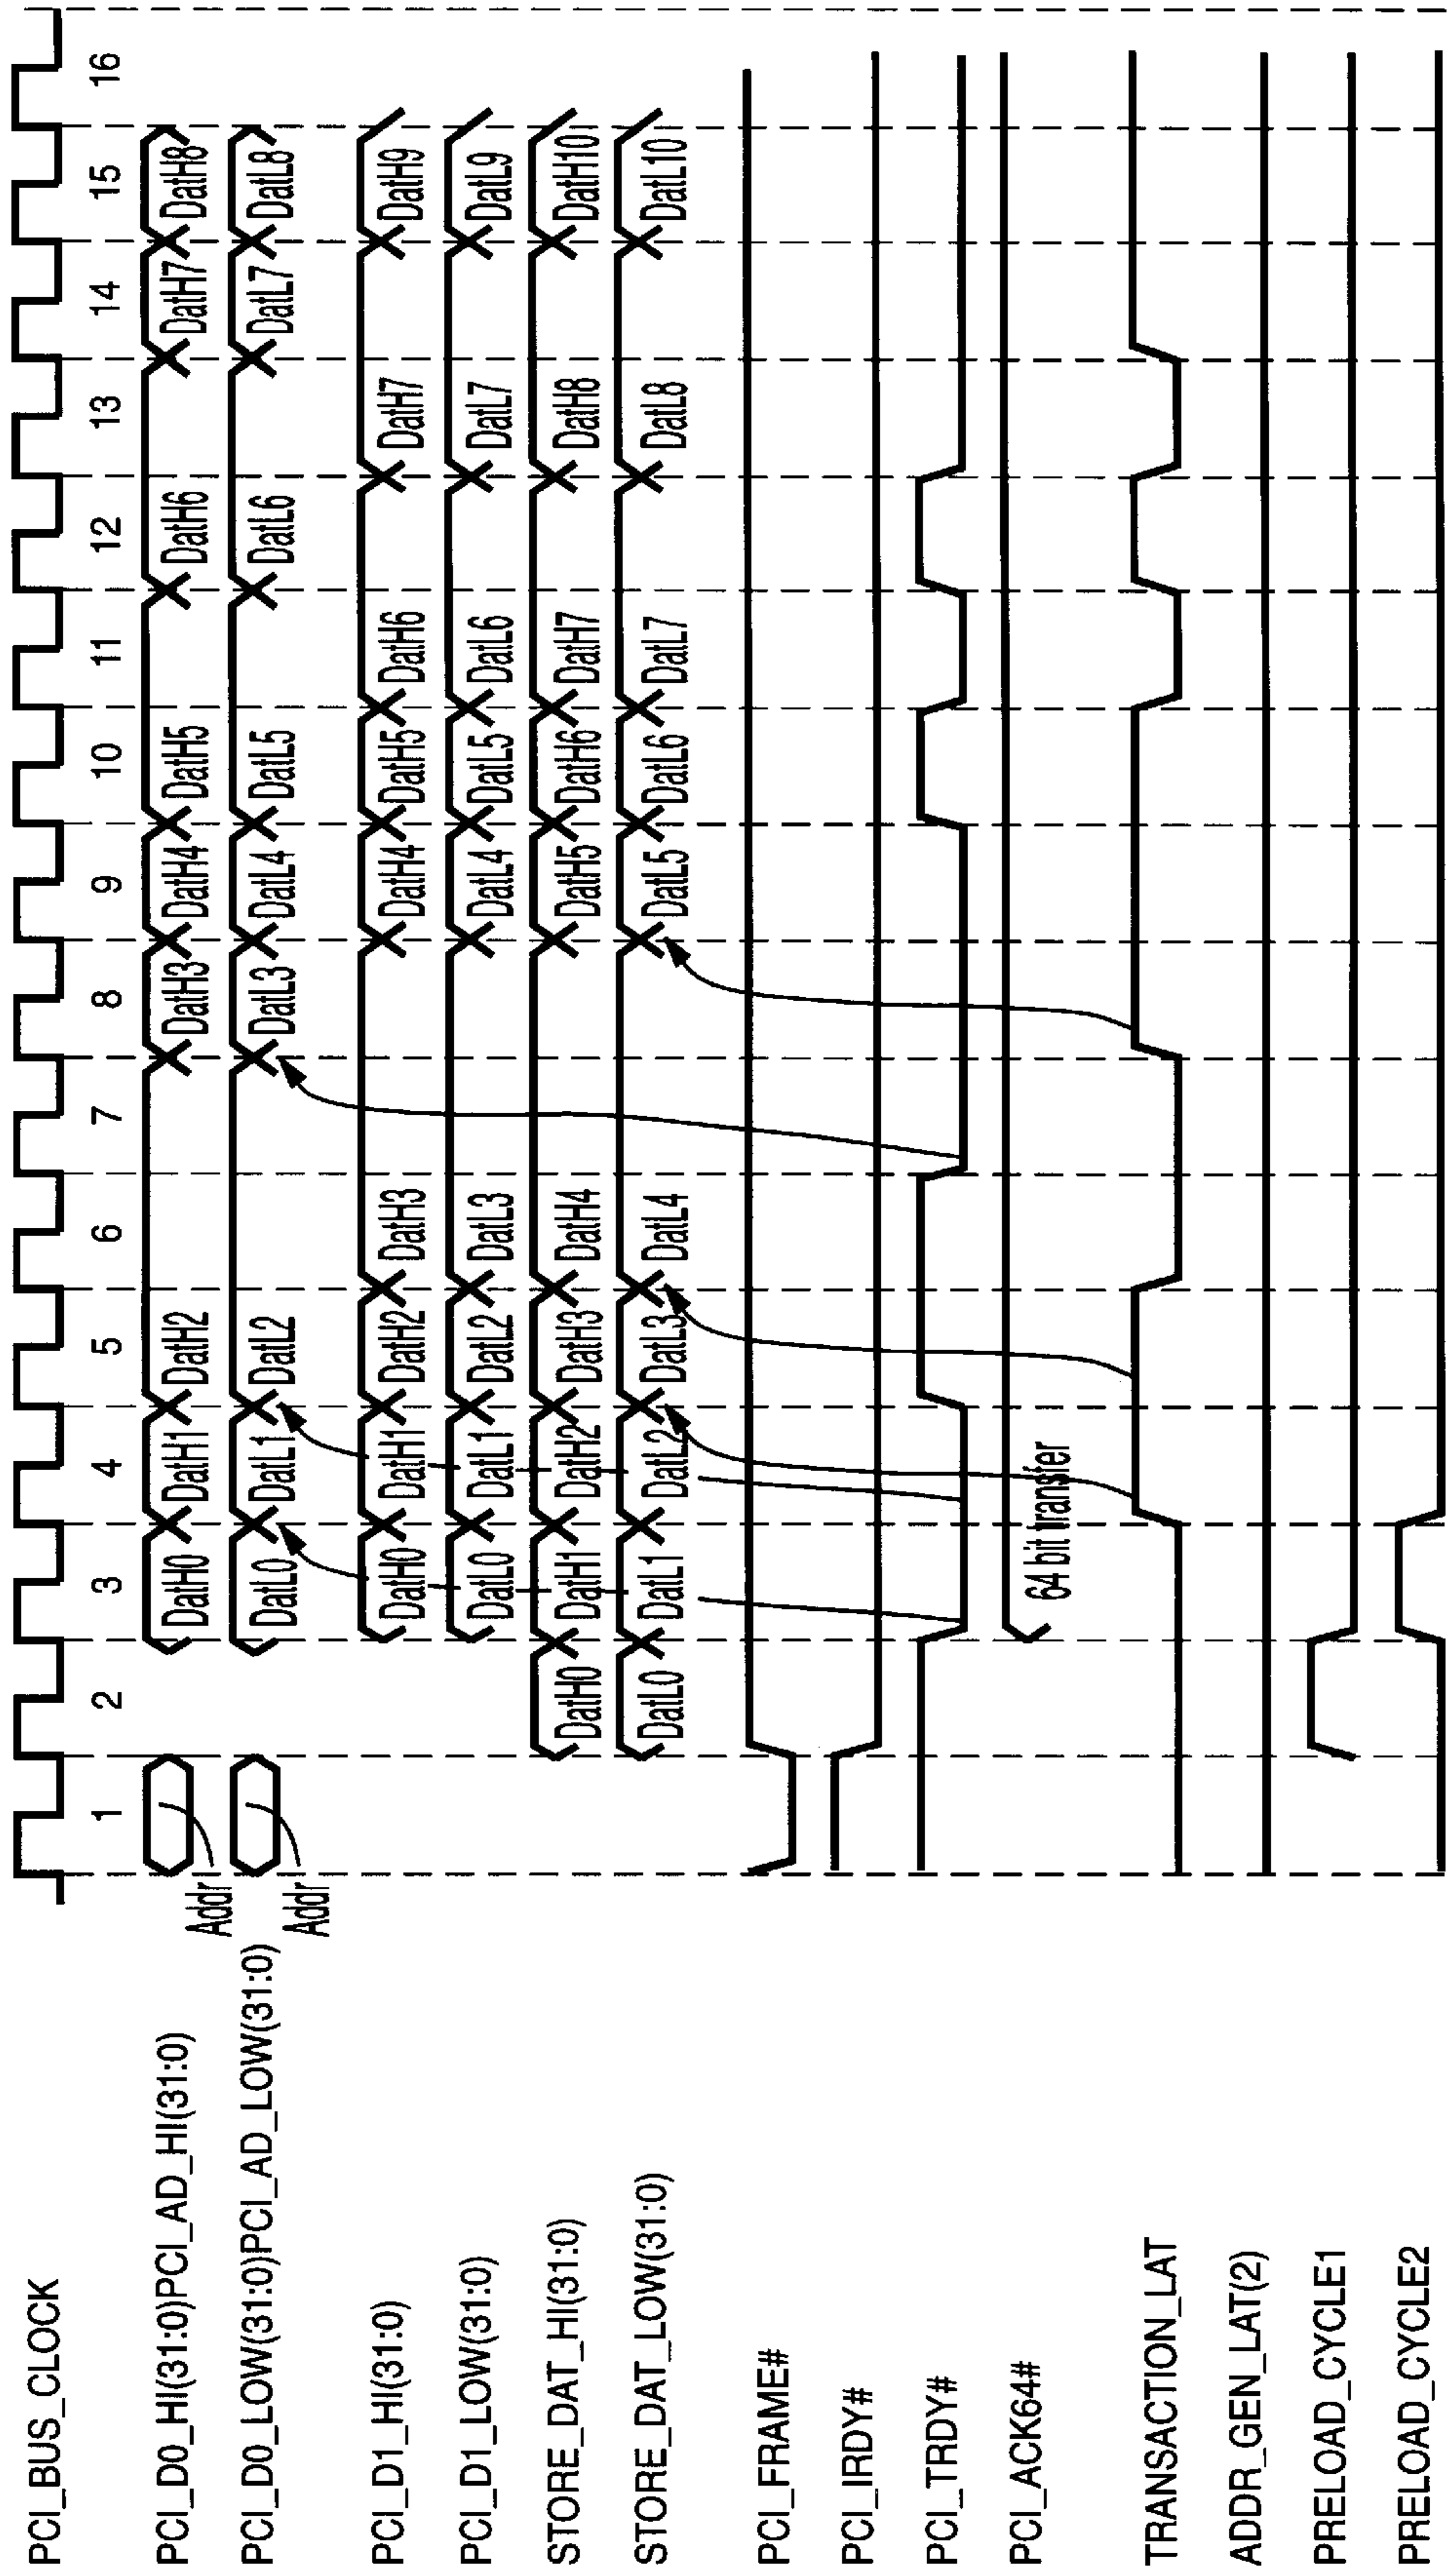 PCI_BUS_CLOCK
1 2 3 4 5 6 7 8 9 10 11 12 13 14 15 16
PCI_D0_HI(31:0)PCI_AD_HI(31:0) Addr DatH0 DatH1 DatH2 DatH3 DatH4 DatH5 DatH6 DatH7 DatH8
PCI_D0_LOW(31:0)PCI_AD_LOW(31:0) Addr DatL0 DatL1 DatL2 DatL3 DatL4 DatL5 DatL6 DatL7 DatL8
PCI_D1_HI(31:0) DatH0 DatH1 DatH2 DatH3 DatH4 DatH5 DatH6 DatH7 DatH9
PCI_D1_LOW(31:0) DatL0 DatL1 DatL2 DatL3 DatL4 DatL5 DatL6 DatL7 DatL9
STORE_DAT_HI(31:0) DatH0 DatH1 DatH2 DatH3 DatH4 DatH5 DatH6 DatH7 DatH8 DatH10
STORE_DAT_LOW(31:0) DatL0 DatL1 DatL2 DatL3 DatL4 DatL5 DatL6 DatL7 DatL8 DatL10
PCI_FRAME#
PCI_IRDY#
PCI_TRDY#
PCI_ACK64# 64 bit transfer
TRANSACTION_LAT
ADDR_GEN_LAT(2)
PRELOAD_CYCLE1
PRELOAD_CYCLE2